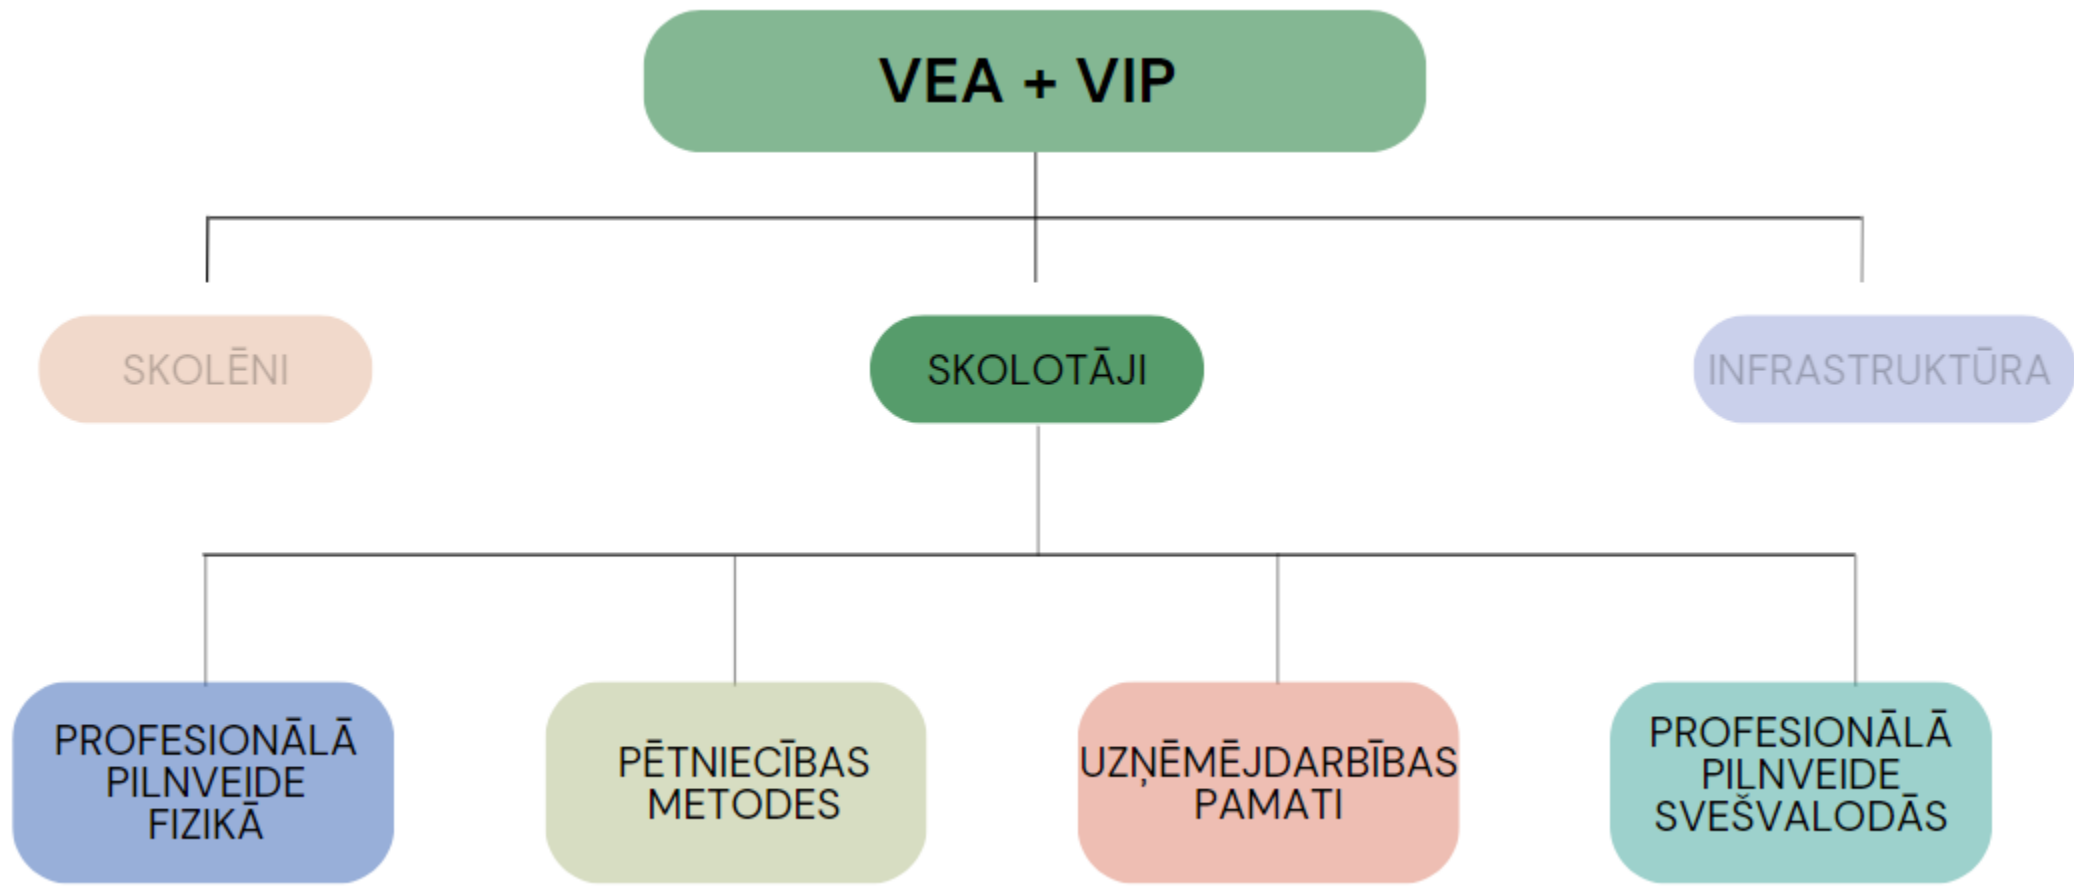 VEA + VIP
SKOLĒNI
SKOLOTĀJI
INFRASTRUKTŪRA
PROFESIONĀLĀ
PILNVEIDE
FIZIKĀ
PĒTNIECĪBAS
METODES
UZŅĒMĒJDARBĪBAS
PAMATI
PROFESIONĀLĀ
PILNVEIDE
SVEŠVALODĀS